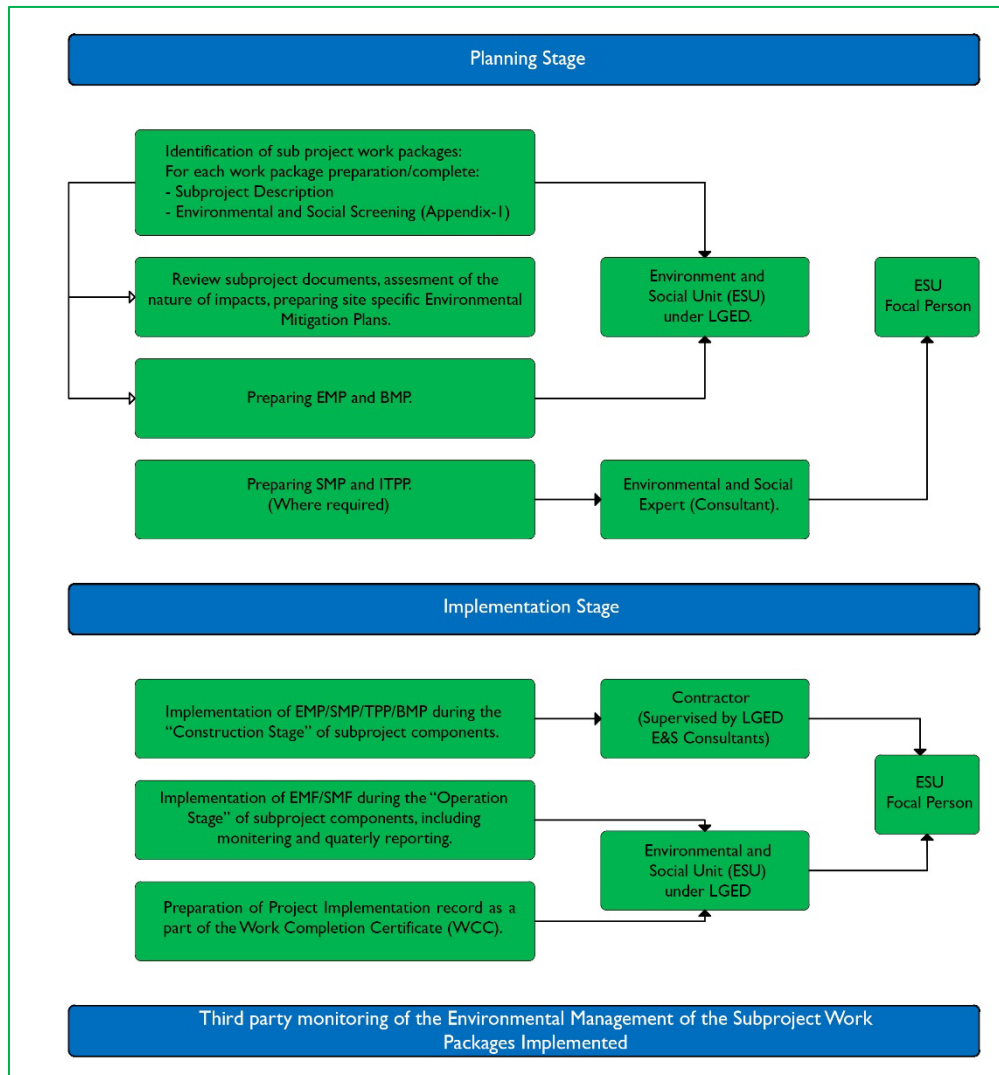 Planning Stage
Identification of sub project work packages:
For each work package preparation/complete:
- Subproject Description
- Environmental and Social Screening (Appendix-1)
Review subproject documents, assesment of the
nature of impacts, preparing site specific Environmental
Mitigation Plans.
Environment and
Social Unit (ESU)
under LGED.
ESU
Focal Person
Preparing EMP and BMP.
Preparing SMP and ITPP.
(Where required)
Environmental and Social
Expert (Consultant).
Implementation Stage
Implementation of EMP/SMP/TPP/BMP during the
“Construction Stage” of subproject components.
Contractor
(Supervised by LGED
E&S Consultants)
ESU
Focal Person
Implementation of EMF/SMF during the “Operation
Stage” of subproject components, including
monitering and quaterly reporting.
Environmental and
Social Unit (ESU)
under LGED
Preparation of Project Implementation record as a
part of the Work Completion Certificate (WCC).
Third party monitoring of the Environmental Management of the Subproject Work
Packages Implemented